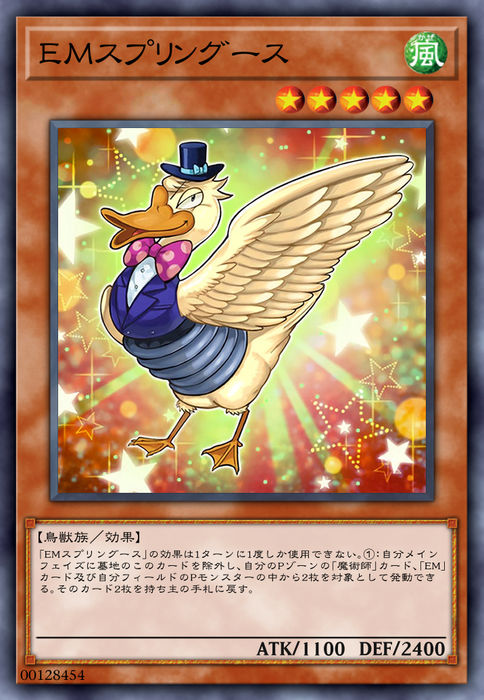 EMスプリングース
かぜ
風
【鳥獣族／効果】
「EMスプリングース」の効果は1ターンに1度しか使用できない。①：自分メイン
フェイズに墓地のこのカードを除外し、自分のPゾーンの「魔術師」カード、「EM」
カード及び自分フィールドのPモンスターの中から2枚を対象として発動でき
る。そのカード2枚を持ち主の手札に戻す。
ATK/1100 DEF/2400
00128454